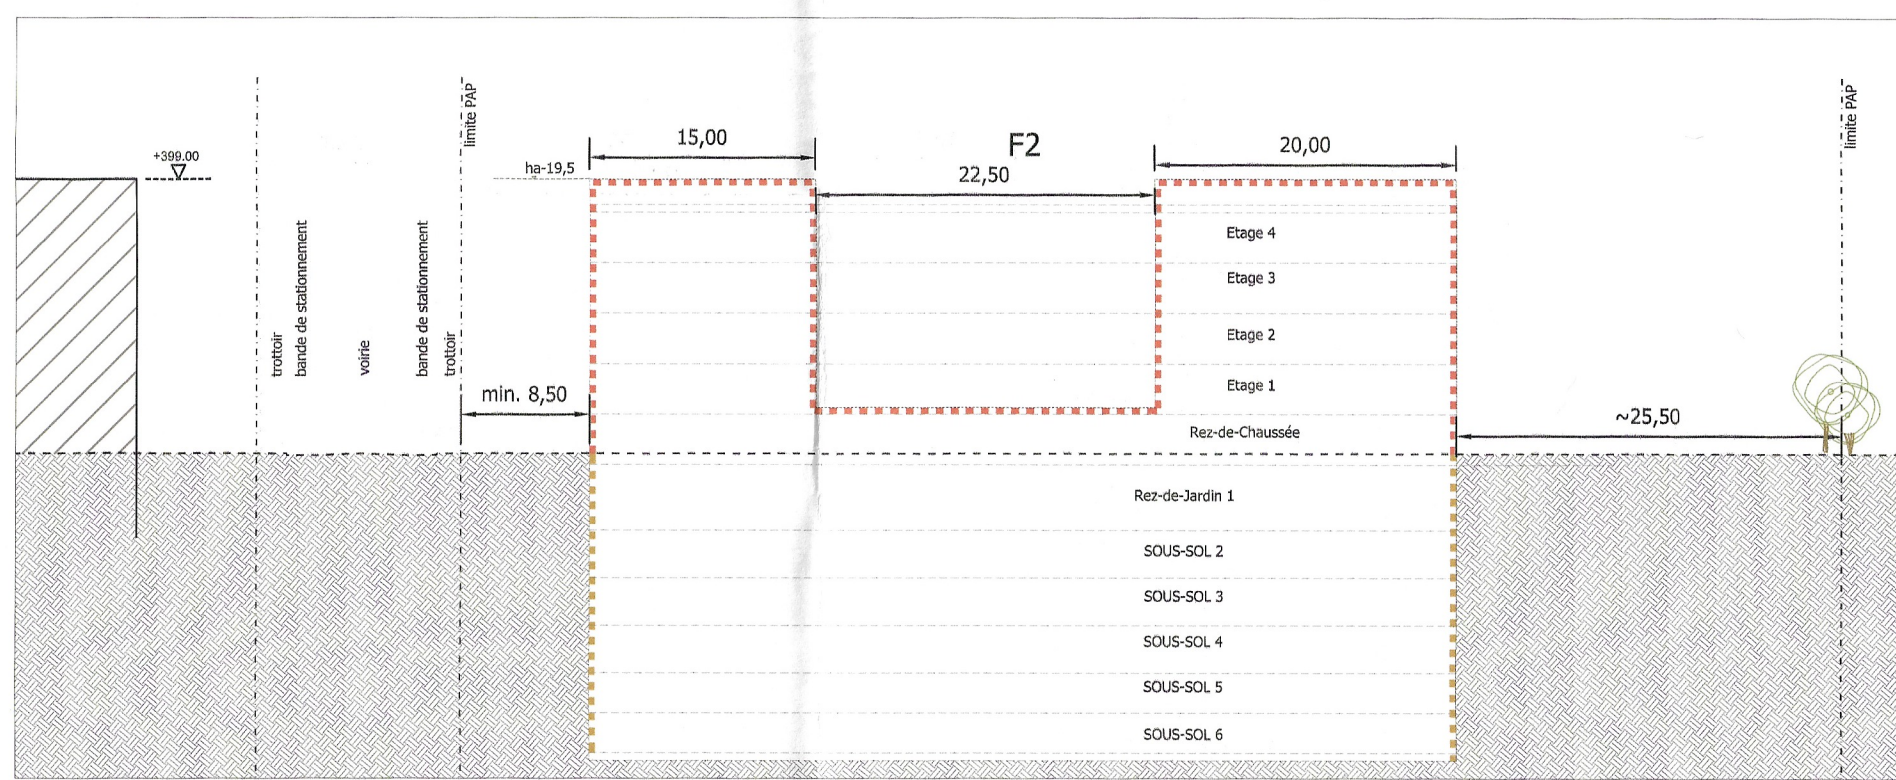 limite PAP
limite PAP
15,00
F2
20,00
+399.00
ha-19,5
22,50
Etage 4
trottoir
bande de stationnement
voirie
bande de stationnement
trottoir
Etage 3
Etage 2
Etage 1
min. 8,50
~25,50
Rez-de-Chaussée
Rez-de-Jardin 1
SOUS-SOL 2
SOUS-SOL 3
SOUS-SOL 4
SOUS-SOL 5
SOUS-SOL 6